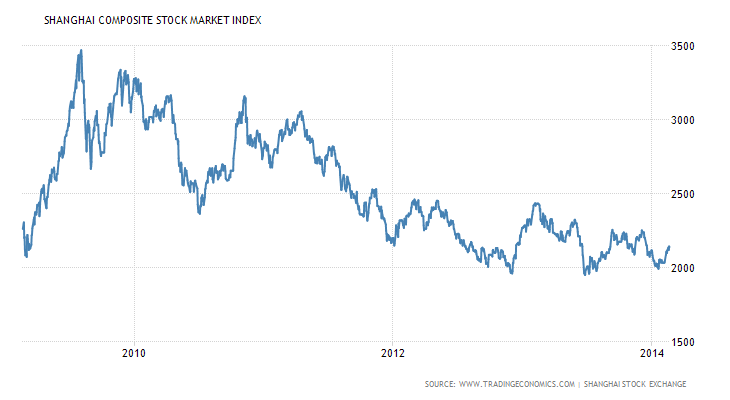 SHANGHAI COMPOSITE STOCK MARKET INDEX
3500
3000
2500
2000
1500
2010 2012 2014
SOURCE: WWW.TRADINGECONOMICS.COM | SHANGHAI STOCK EXCHANGE